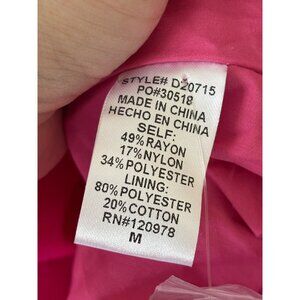 STYLE# D20715
PO#30518
MADE IN CHINA
HECHO EN CHINA
SELF:
49%RAYON
17%NYLON
34%POLYESTER
LINING:
80%POLYESTER
20%COTTON
RN#120978
M